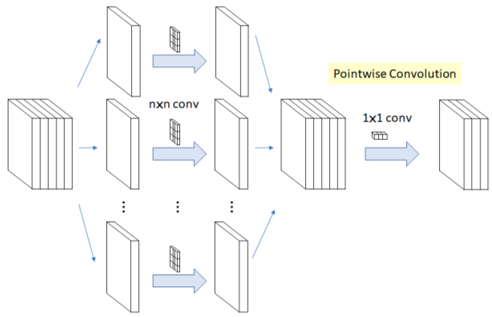 Pointwise Convolution
nxn conv
1x1 conv